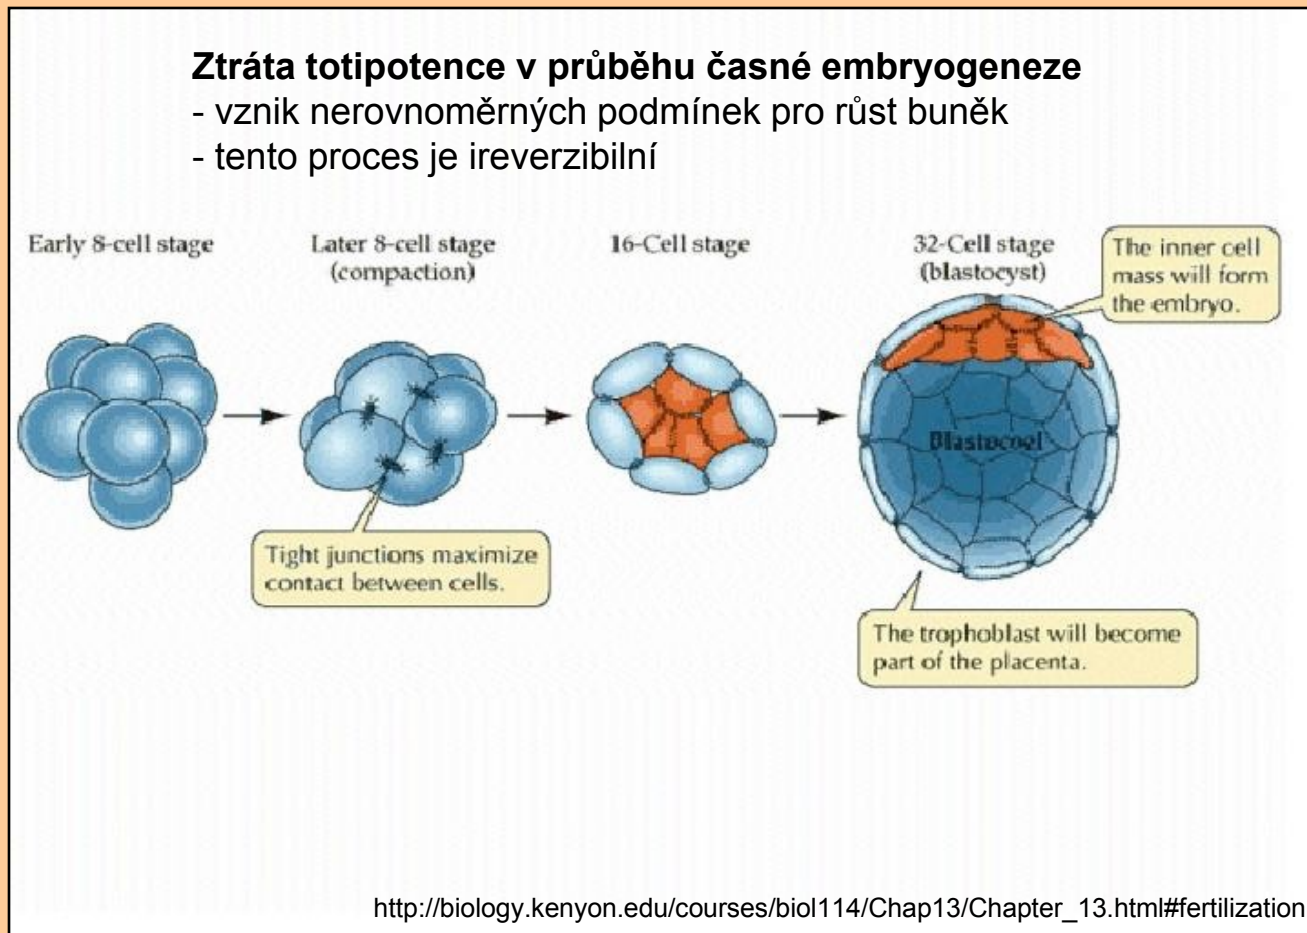 Ztráta totipotence v průběhu časné embryogeneze
- vznik nerovnoměrných podmínek pro růst buněk
- tento proces je ireverzibilní
Early 8-cell stage
Later 8-cell stage
(compaction)
16-Cell stage
32-Cell stage
(blastocyst)
The inner cell
mass will form
the embryo.
Blastocoel
Tight junctions maximize
contact between cells.
The trophoblast will become
part of the placenta.
http://biology.kenyon.edu/courses/biol114/Chap13/Chapter_13.html#fertilization